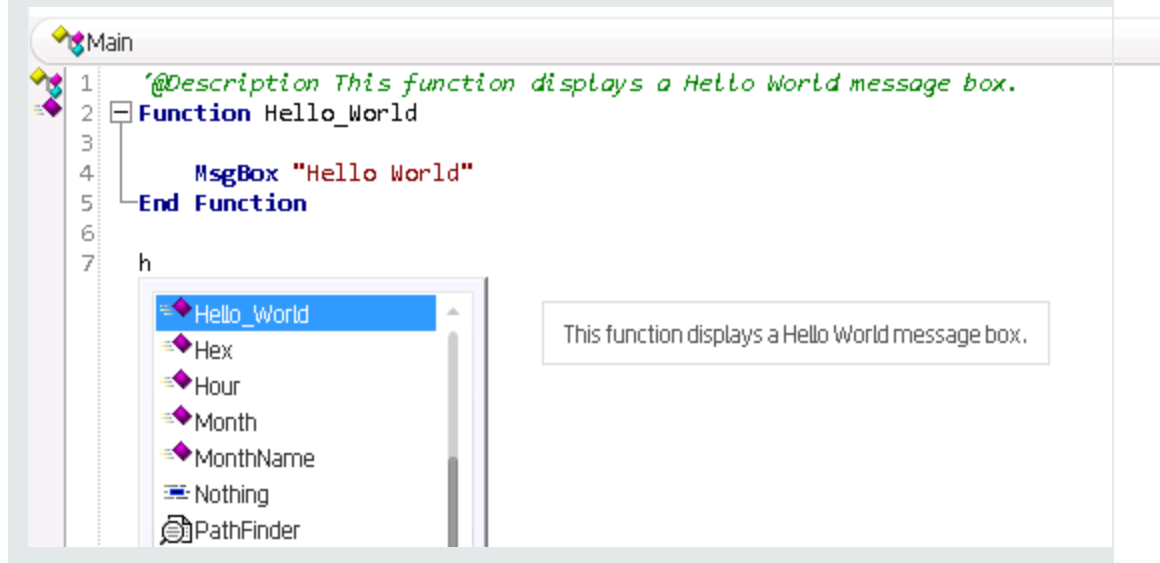 Main
1 '@Description This function displays a Hello World message box.
2 Function Hello_World
3
4 MsgBox "Hello World"
5 End Function
6
7 h
Hello_World
This function displays a Hello World message box.
Hex
Hour
Month
MonthName
Nothing
PathFinder